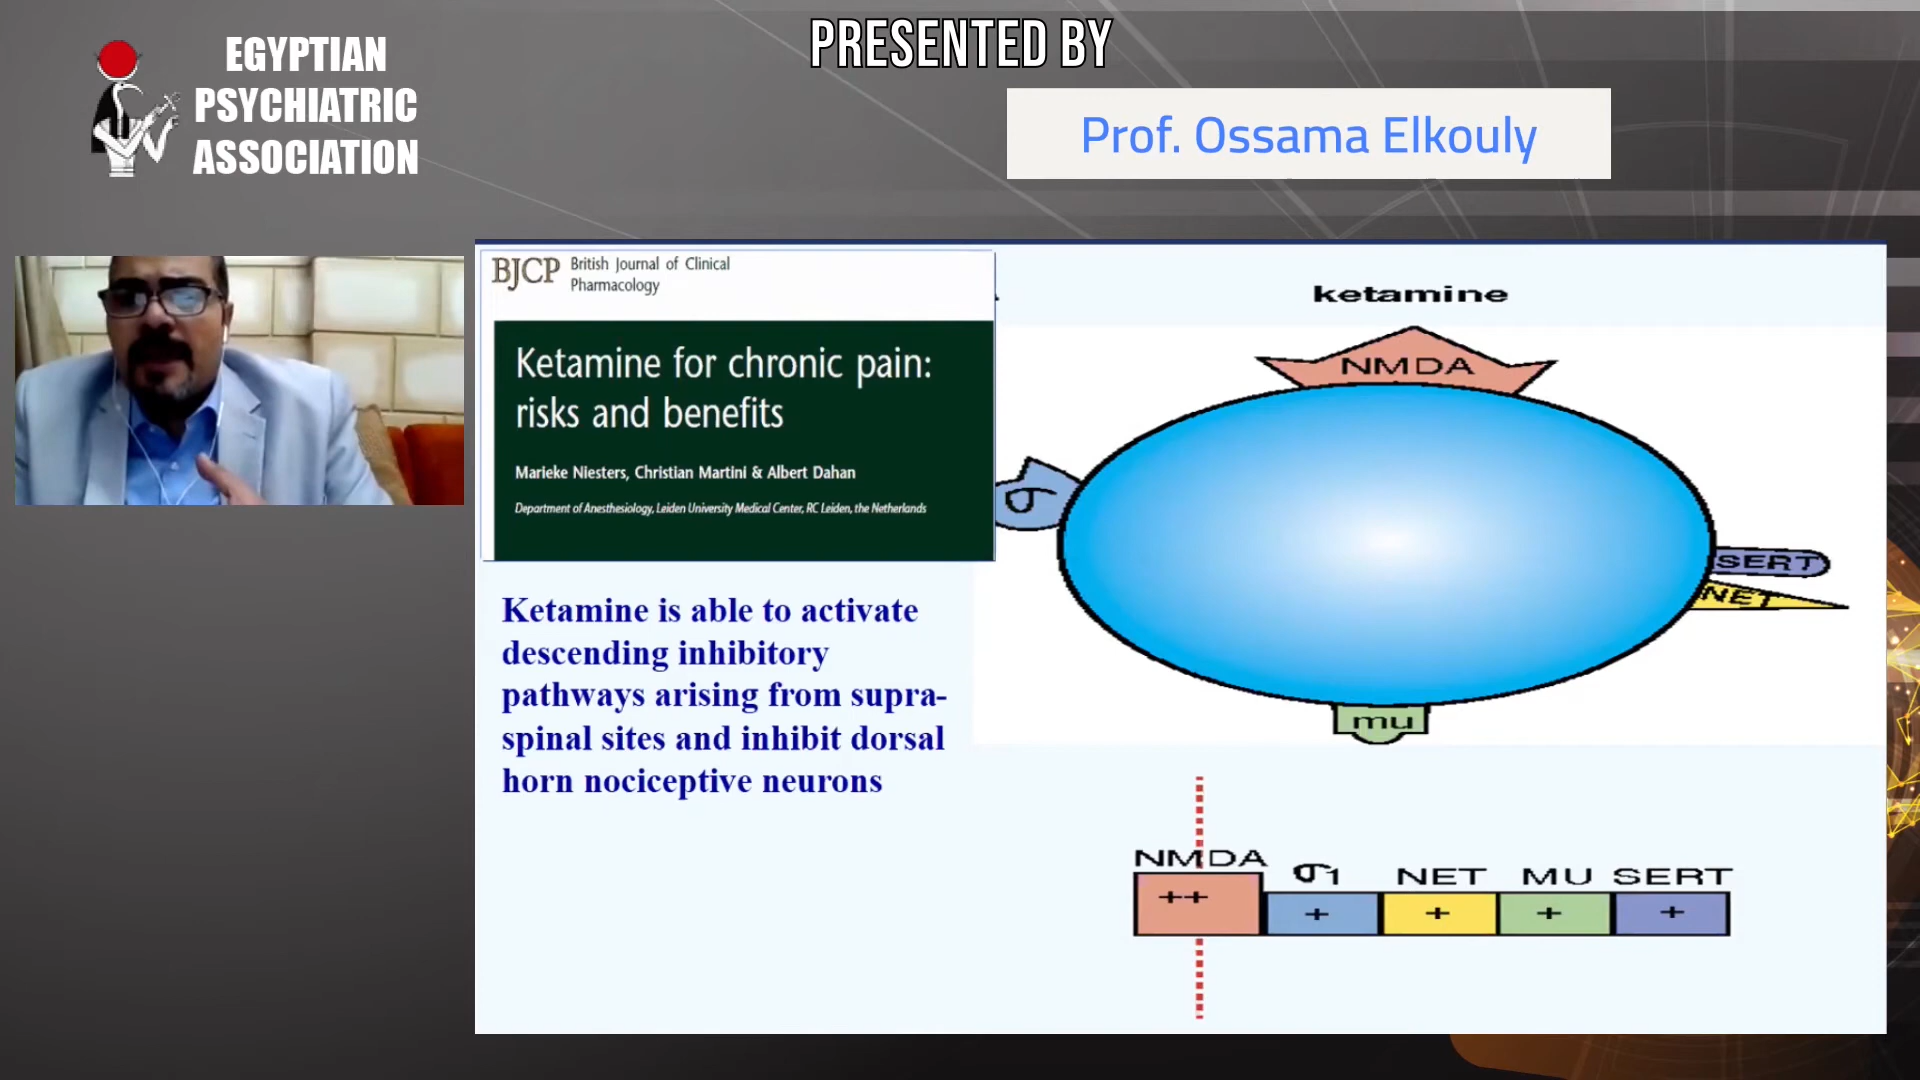 PRESENTED BY
EGYPTIAN
PSYCHIATRIC
ASSOCIATION
Prof. Ossama Elkouly
BJCP British Journal of Clinical
Pharmacology
Ketamine for chronic pain:
risks and benefits
Marieke Niesters, Christian Martini & Albert Dahan
Department of Anesthesiology, Leiden University Medical Center, RC Leiden, the Netherlands
Ketamine is able to activate
descending inhibitory
pathways arising from supra-
spinal sites and inhibit dorsal
horn nociceptive neurons
ketamine
NMDA
σ
SERT
NET
mu
NMDA σ1 NET MU SERT
++ + + + +